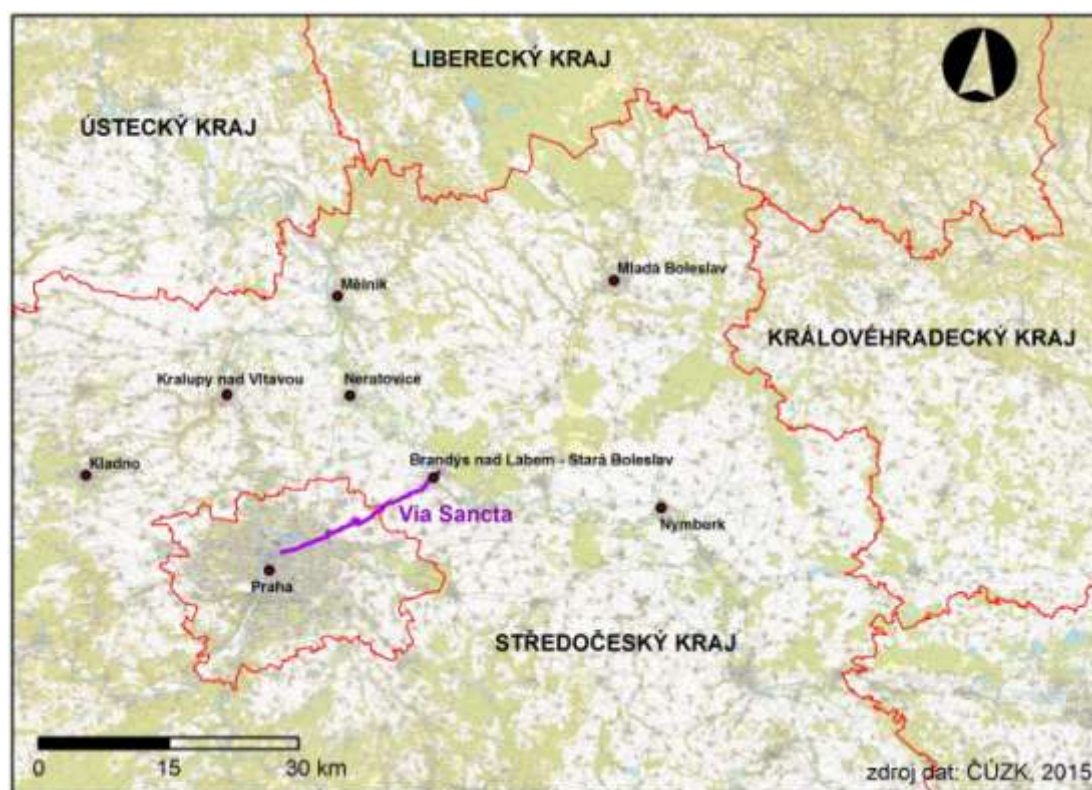 LIBERECKÝ KRAJ
ÚSTECKÝ KRAJ
Mladá Boleslav
Mělník
KRÁLOVÉHRADECKÝ KRAJ
Kralupy nad Vltavou
Neratovice
Kladno
Brandýs nad Labem - Stará Boleslav
Via Sancta
Nymberk
Praha
STŘEDOČESKÝ KRAJ
0 15 30 km
zdroj dat: ČÚZK, 2015